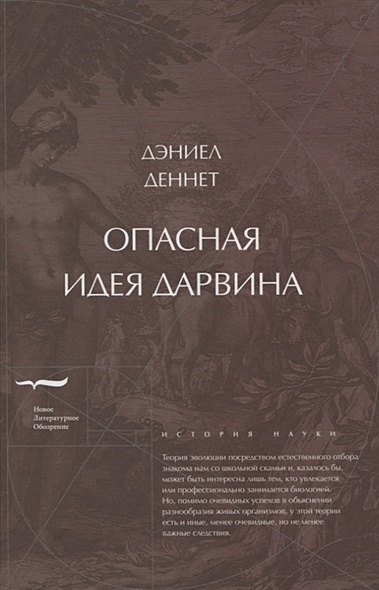 ДЭНИЕЛ
ДЕННЕТ
ОПАСНАЯ
ИДЕЯ ДАРВИНА
Новое
Литературное
Обозрение
ИСТОРИЯ НАУКИ
Теория эволюции посредством естественного отбора
знакома нам со школьной скамьи и, казалось бы,
может быть интересна лишь тем, кто увлекается
или профессионально занимается биологией.
Но, помимо очевидных успехов в объяснении
разнообразия живых организмов, у этой теории
есть и иные, менее очевидные, но не менее
важные следствия.